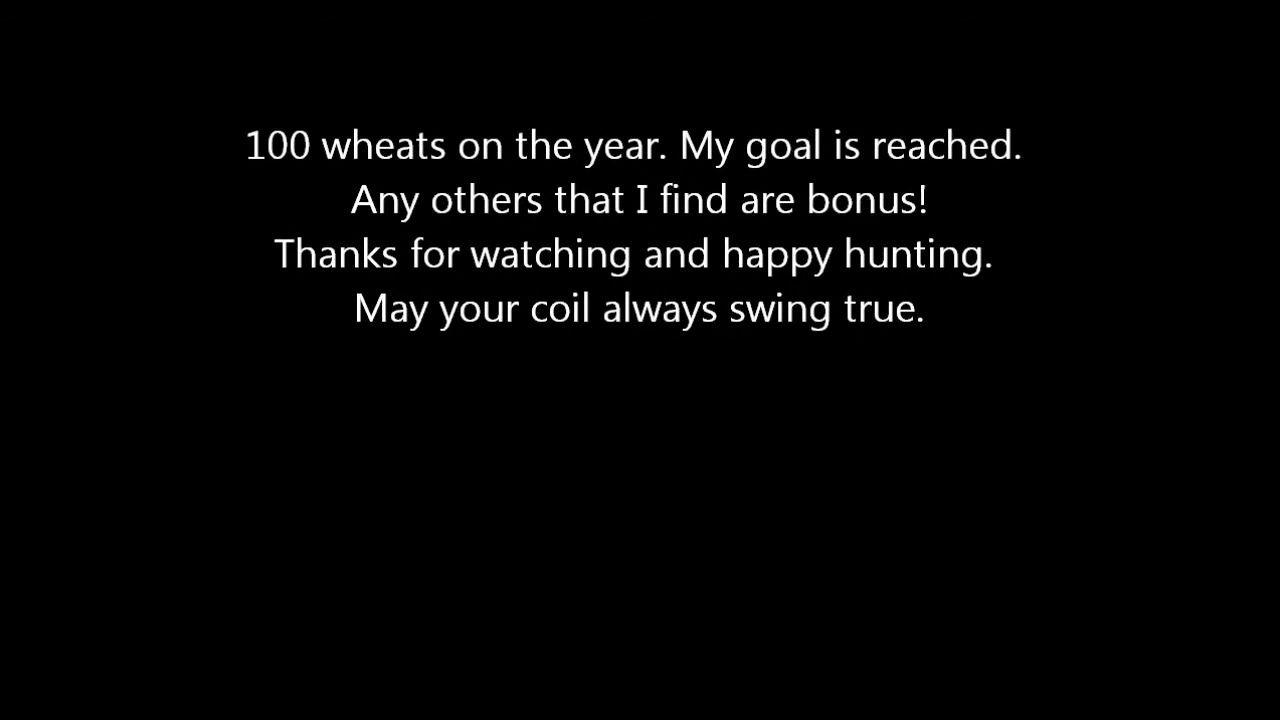 100 wheats on the year. My goal is reached.
Any others that I find are bonus!
Thanks for watching and happy hunting.
May your coil always swing true.